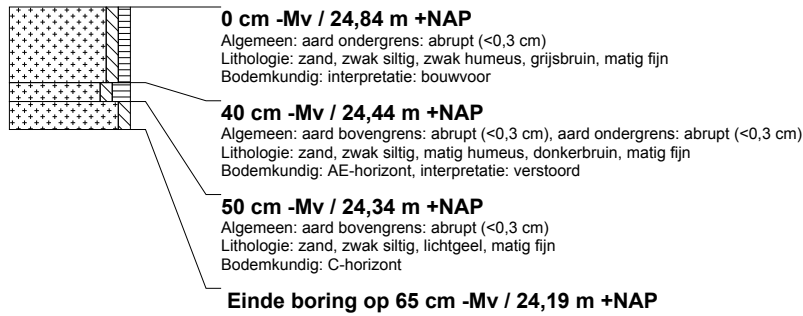 0 cm -Mv / 24,84 m +NAP
Algemeen: aard ondergrens: abrupt (<0,3 cm)
Lithologie: zand, zwak siltig, zwak humeus, grijsbruin, matig fijn
Bodemkundig: interpretatie: bouwvoor
40 cm -Mv / 24,44 m +NAP
Algemeen: aard bovengrens: abrupt (<0,3 cm), aard ondergrens: abrupt (<0,3 cm)
Lithologie: zand, zwak siltig, matig humeus, donkerbruin, matig fijn
Bodemkundig: AE-horizont, interpretatie: verstoord
50 cm -Mv / 24,34 m +NAP
Algemeen: aard bovengrens: abrupt (<0,3 cm)
Lithologie: zand, zwak siltig, lichtgeel, matig fijn
Bodemkundig: C-horizont
Einde boring op 65 cm -Mv / 24,19 m +NAP